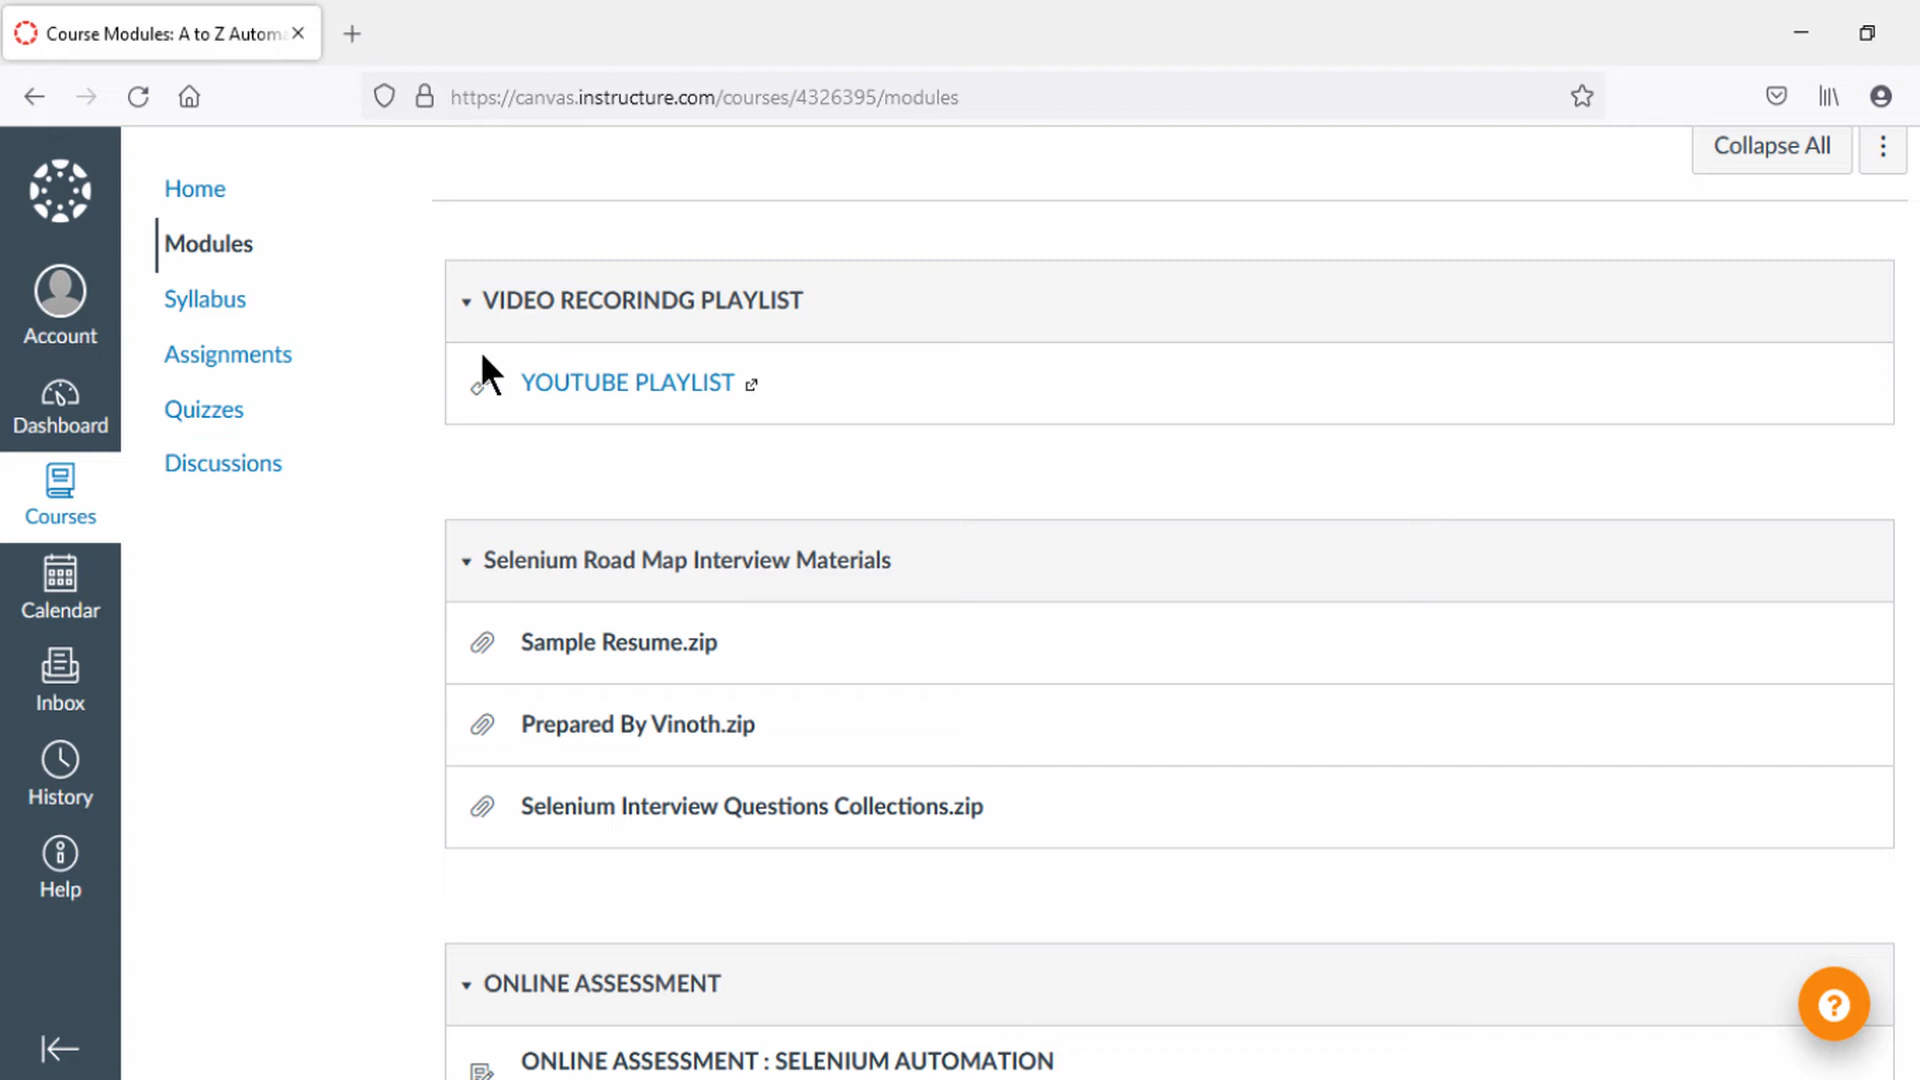 Course Modules: A to Z Autom
https://canvas.instructure.com/courses/4326395/modules
Collapse All
Account
Dashboard
Courses
Calendar
Inbox
History
Help
Home
Modules
Syllabus
Assignments
Quizzes
Discussions
VIDEO RECORINDG PLAYLIST
YOUTUBE PLAYLIST
Selenium Road Map Interview Materials
Sample Resume.zip
Prepared By Vinoth.zip
Selenium Interview Questions Collections.zip
ONLINE ASSESSMENT
ONLINE ASSESSMENT : SELENIUM AUTOMATION